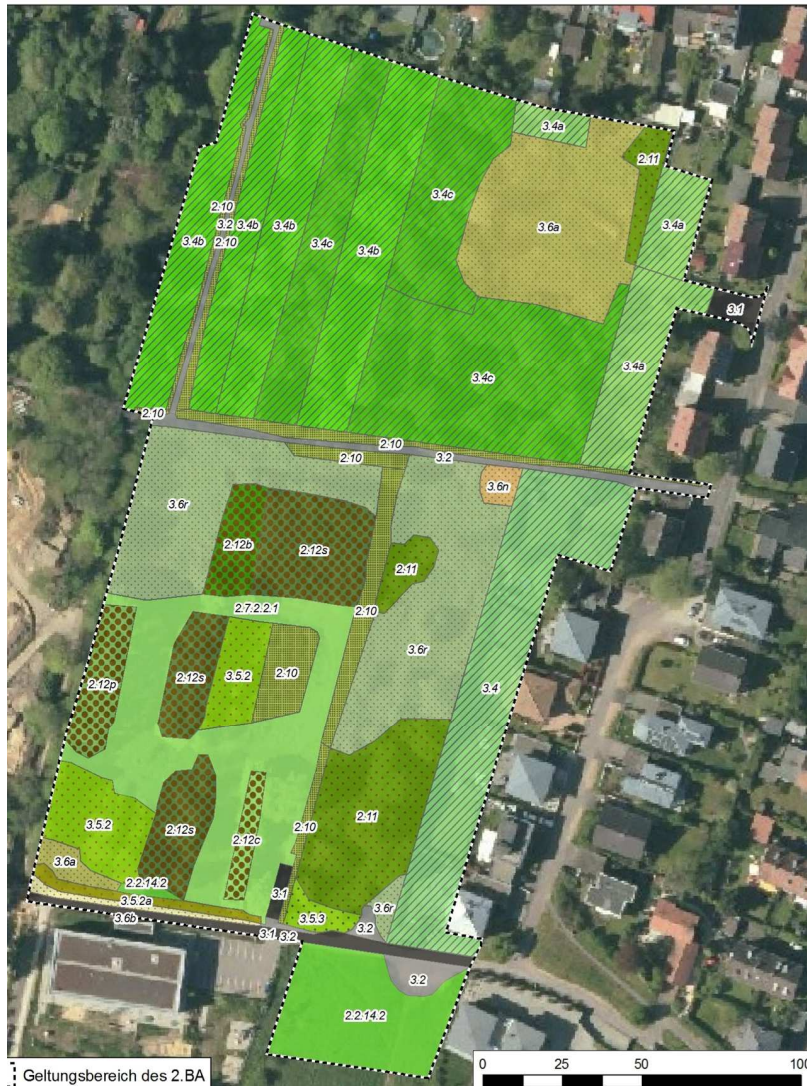 3.4a
2.11
2.10
3.2
3.4b
3.4b
3.4c
3.4c
3.6a
3.4a
3.4b
2.10
3.4b
3.1
3.4a
3.4c
2.10
2.10
3.2
2.10
3.6n
3.6r
2.12b
2.12s
2.11
2.7.2.2.1
2.10
3.6r
2.12p
2.12s
3.5.2
2.10
3.4
3.5.2
2.12s
2.12c
2.10
2.11
3.6a
2.2.14.2
3.1
3.5.2a
3.5.3
3.6r
3.6b
3.1
3.2
3.2
3.2
2.2.14.2
Geltungsbereich des 2.BA
0 25 50 100